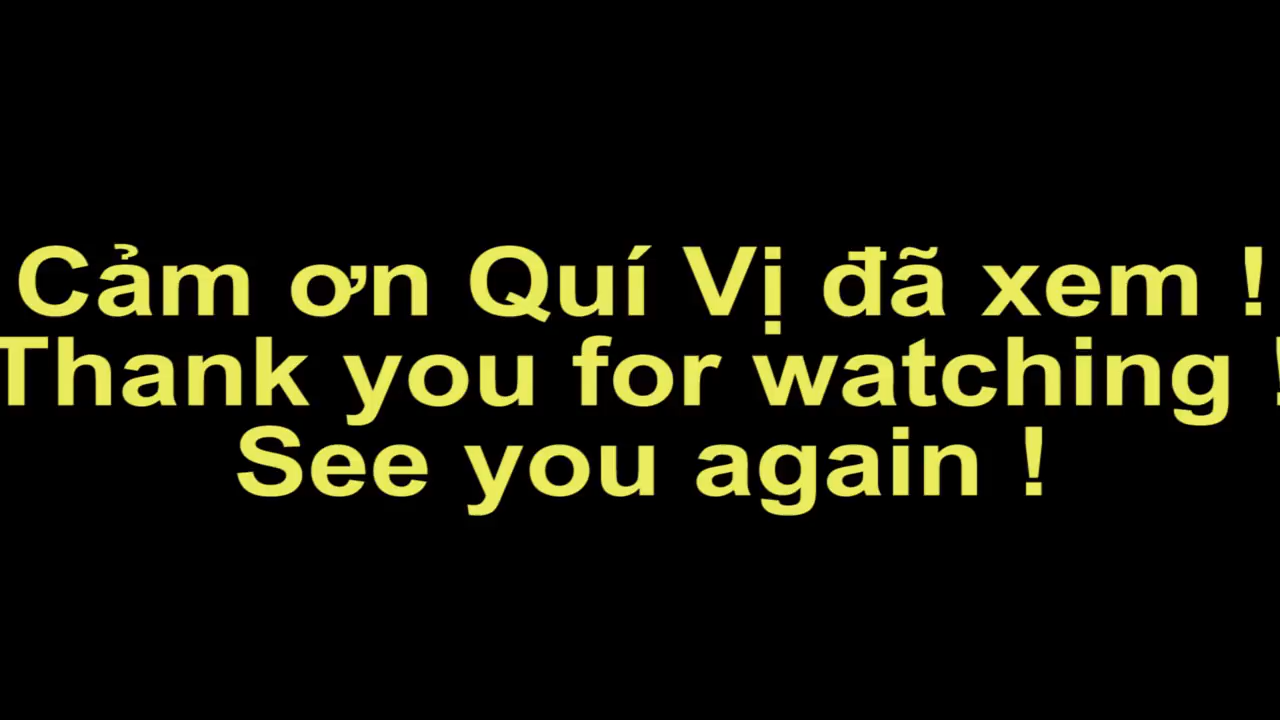 Cảm ơn Quí Vị đã xem !
Thank you for watching !
See you again !